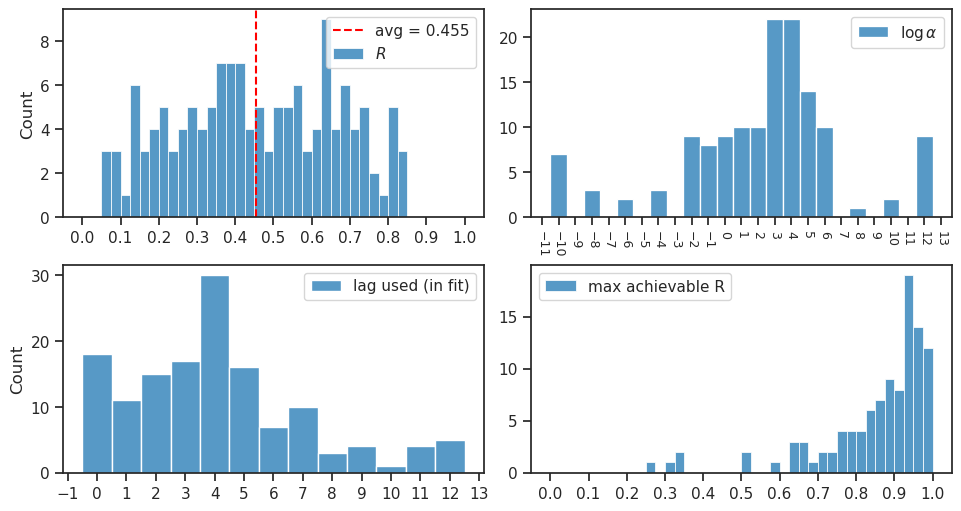 avg = 0.455
R
Count
0 2 4 6 8
0.0 0.1 0.2 0.3 0.4 0.5 0.6 0.7 0.8 0.9 1.0
log α
0 5 10 15 20
−11 −10 −9 −8 −7 −6 −5 −4 −3 −2 −1 0 1 2 3 4 5 6 7 8 9 10 11 12 13
lag used (in fit)
Count
0 10 20 30
−1 0 1 2 3 4 5 6 7 8 9 10 11 12 13
max achievable R
0 5 10 15
0.0 0.1 0.2 0.3 0.4 0.5 0.6 0.7 0.8 0.9 1.0